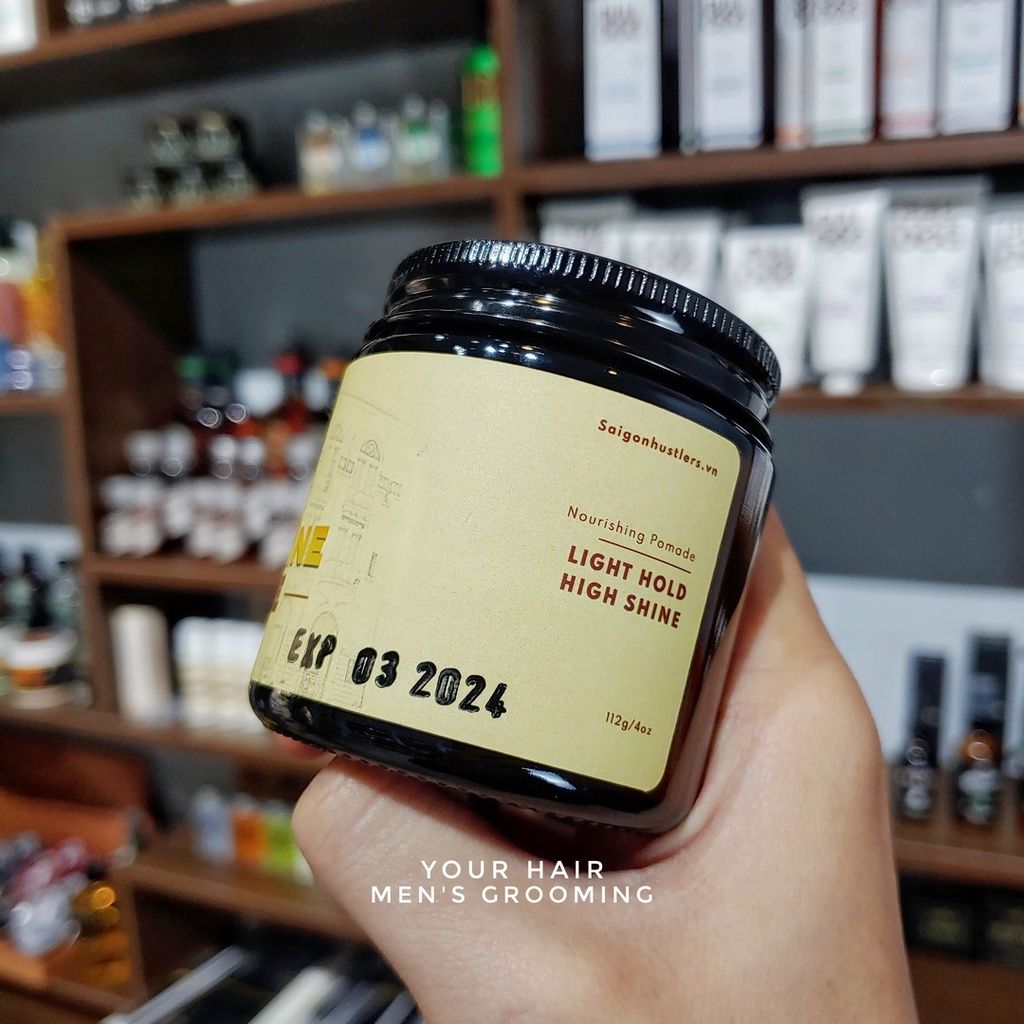 Saigonhustlers.vn
Nourishing Pomade
LIGHT HOLD
HIGH SHINE
EXP 03 2024
112g/4oz
YOUR HAIR
MEN'S GROOMING